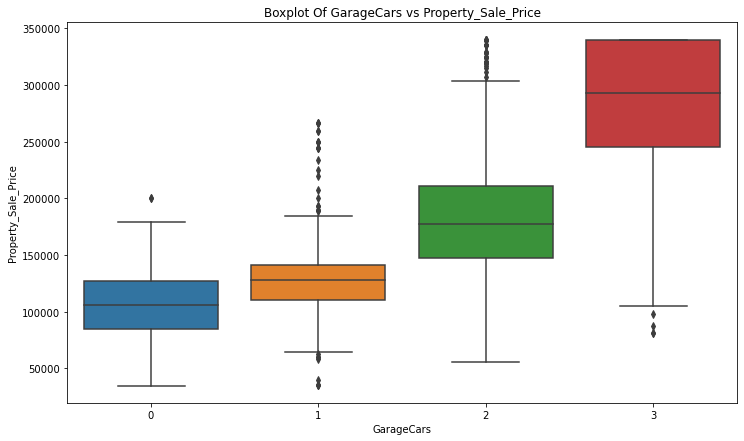 Boxplot Of GarageCars vs Property_Sale_Price
350000
300000
250000
200000
150000
100000
50000
Property_Sale_Price
0 1 2 3
GarageCars